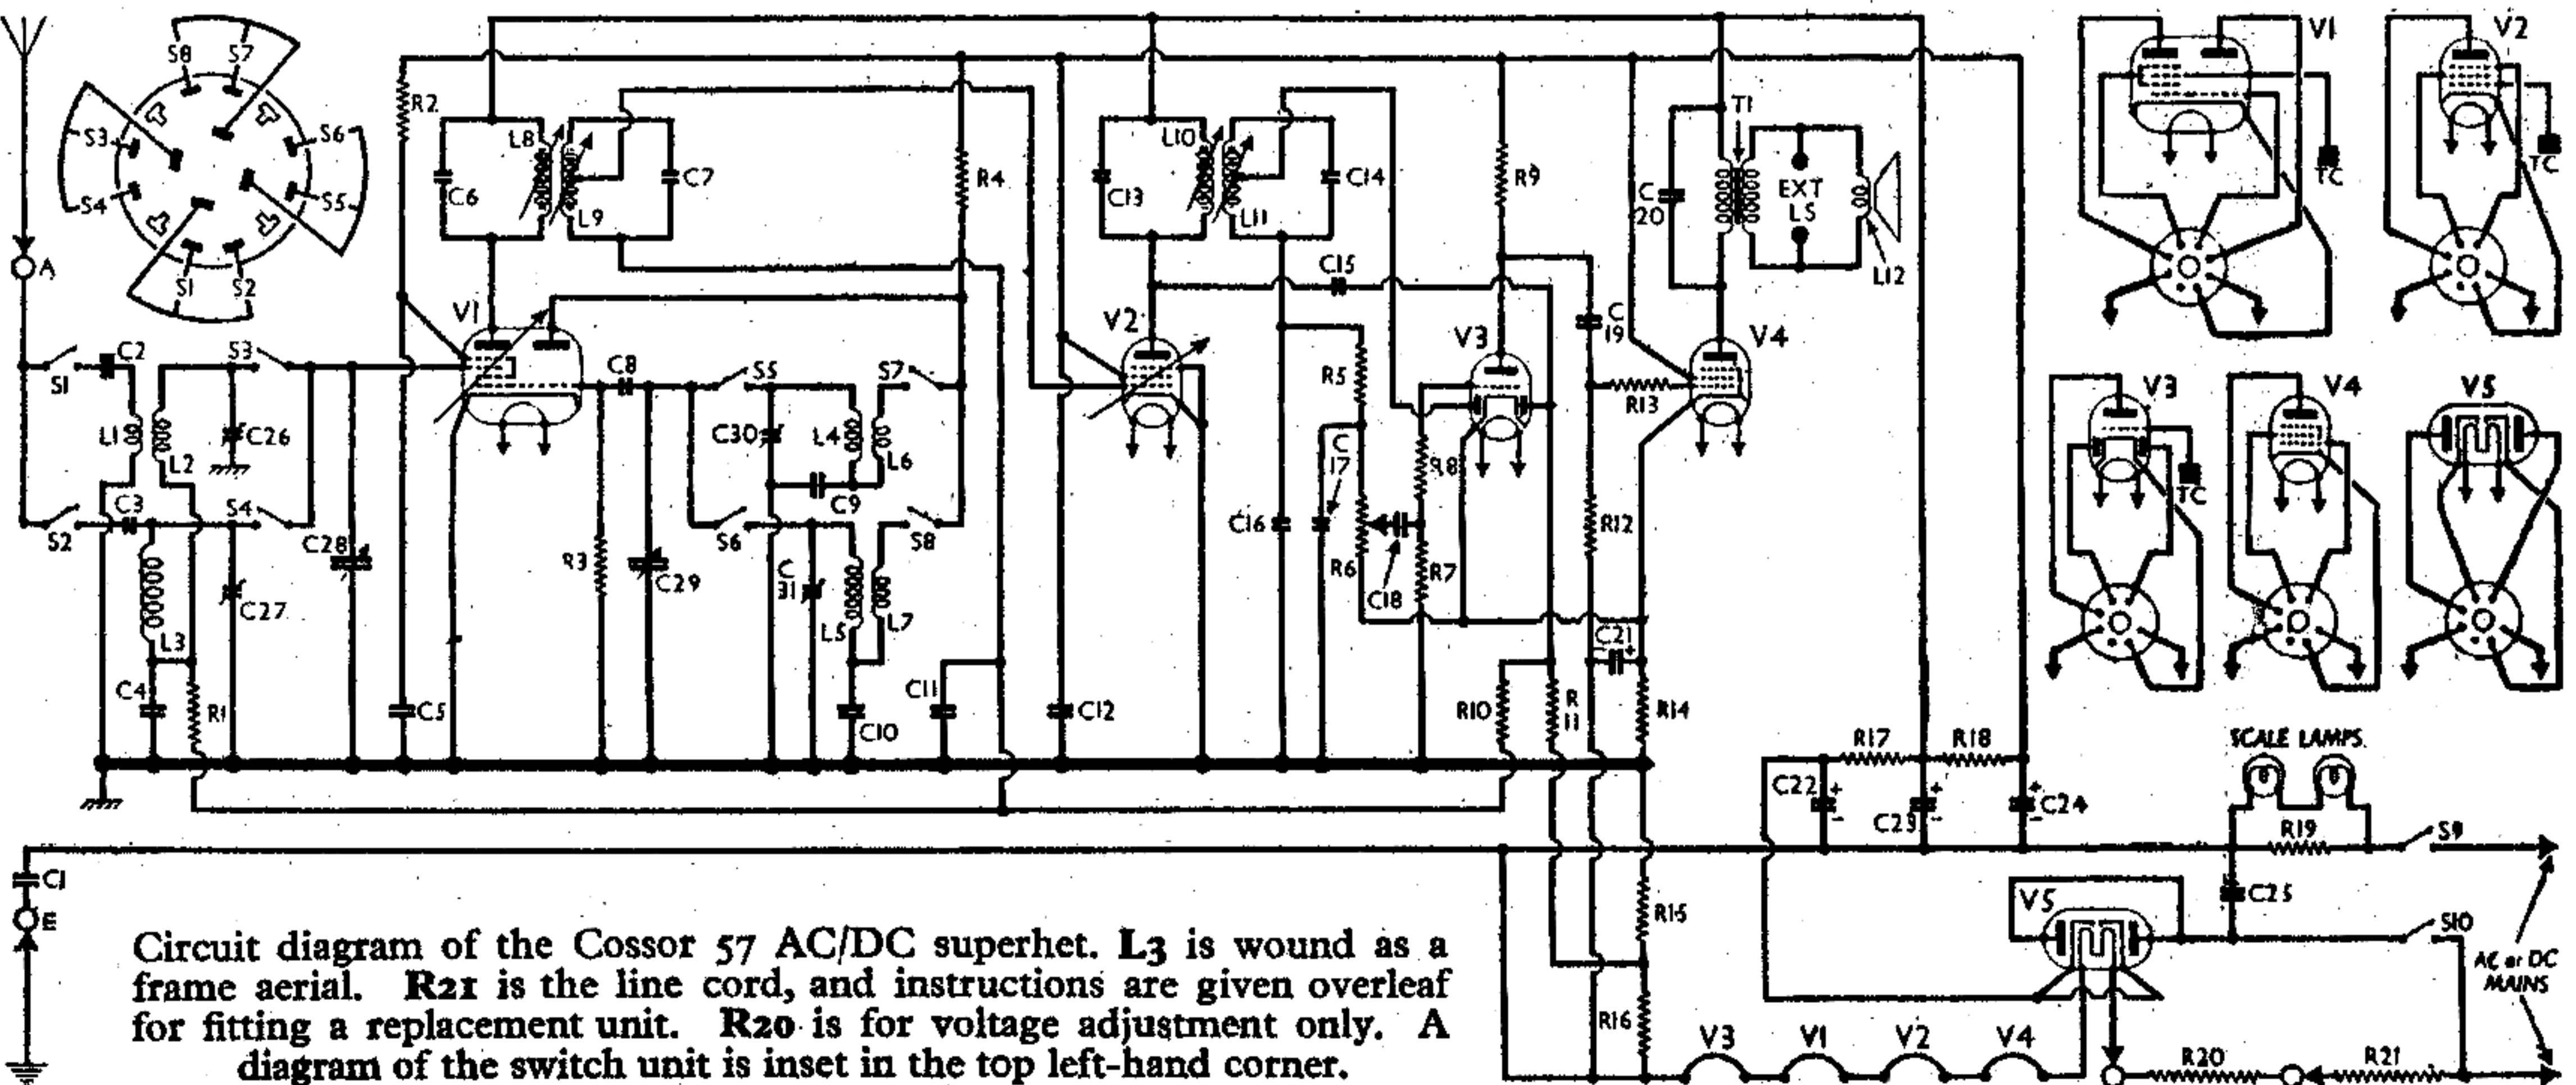 S8 S7
S3 S6
S4 S5
S1 S2
A
S1 C2 S3
L1 L2 C26
S2 C3 S4
L3 C27 C28
C4 R1 C5
R2
C6 L8 L9 C7
R4
V1
C8 S5 S7
C30 L4 L6
C9
R3 C29 S6 S8
C31 L5 L7
C10 C11 C12
C13 L10 L11 C14
C15
V2
R5
C17
C16 R6 C18 R7
R8
V3
R9
C19
R13
R12
C21
R10 R11 R14
C20 T1
EXT
LS
L12
V4
V1 V2
TC TC
V3 V4 V5
TC
R17 R18
C22 + - C23 + - C24 + -
SCALE LAMPS
R19 S9
C25
V5
S10
AC or DC
MAINS
R15
R16
V3 V1 V2 V4
R20 R21
C1
E
Circuit diagram of the Cossor 57 AC/DC superhet. L3 is wound as a
frame aerial. R21 is the line cord, and instructions are given overleaf
for fitting a replacement unit. R20 is for voltage adjustment only. A
diagram of the switch unit is inset in the top left-hand corner.